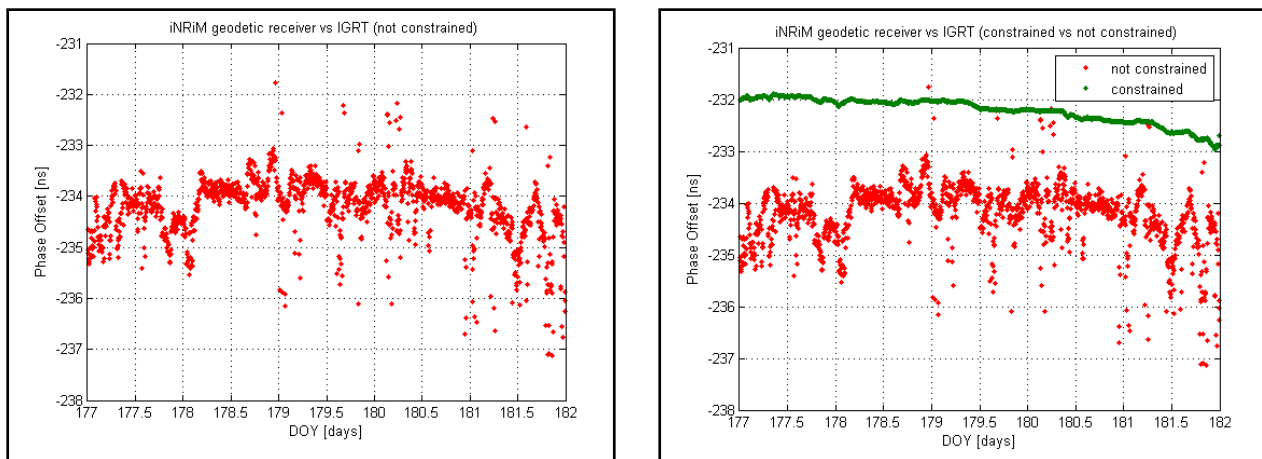 iNRiM geodetic receiver vs IGRT (not constrained)
-231
-232
-233
-234
-235
-236
-237
-238
Phase Offset [ns]
177 177.5 178 178.5 179 179.5 180 180.5 181 181.5 182
DOY [days]
iNRiM geodetic receiver vs IGRT (constrained vs not constrained)
not constrained
constrained
-231
-232
-233
-234
-235
-236
-237
-238
Phase Offset [ns]
177 177.5 178 178.5 179 179.5 180 180.5 181 181.5 182
DOY [days]